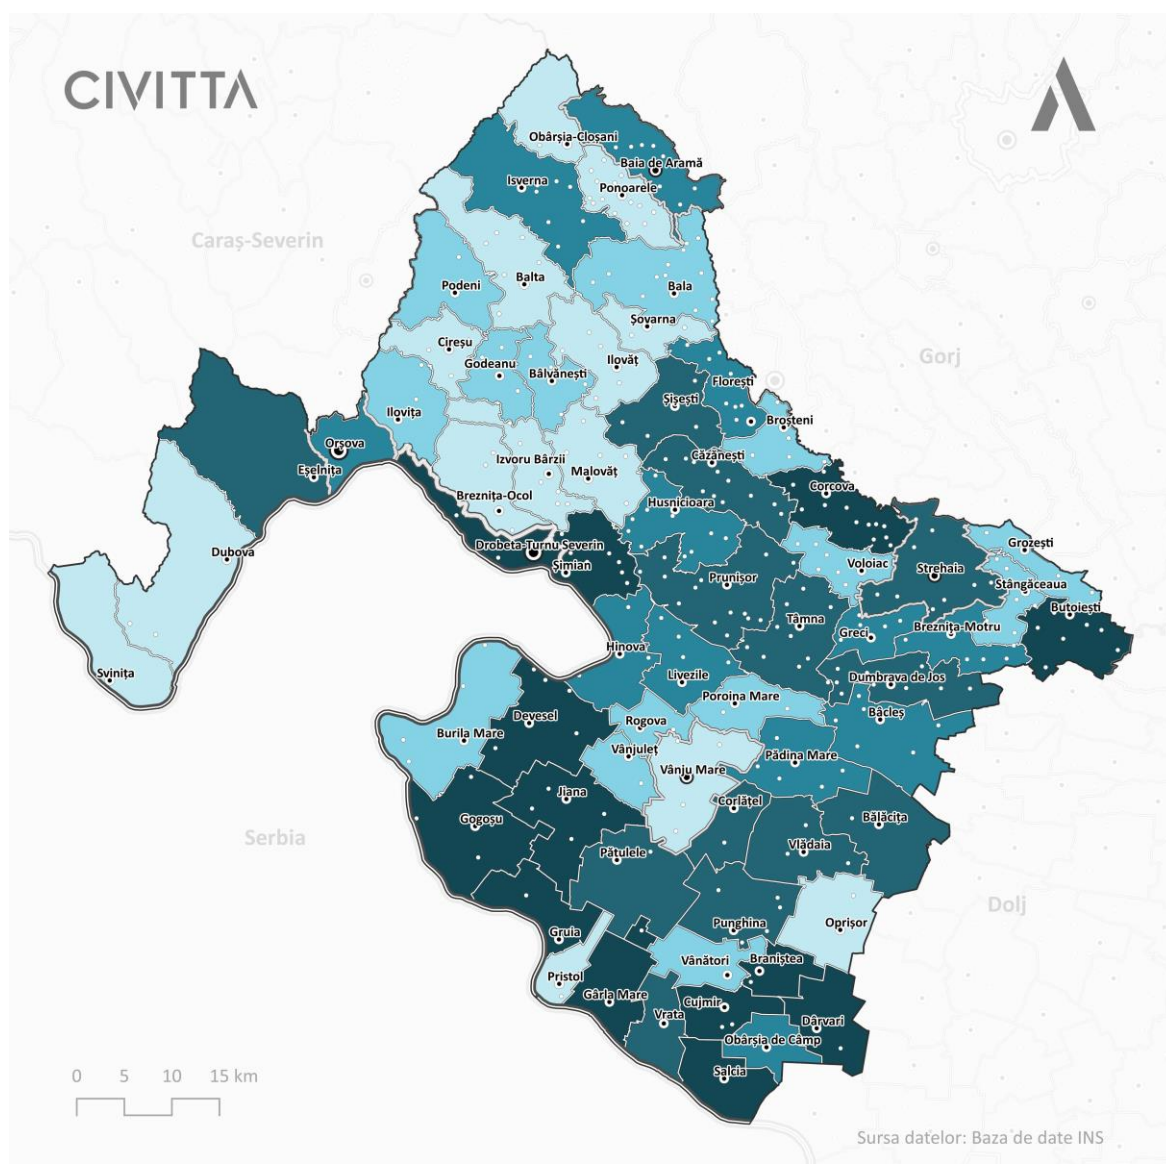 CIVITTA
Obârșia-Cloșani
Baia de Aramă
Isverna
Ponoarele
Caraș-Severin
Balta
Podeni
Bala
Șovarna
Cireșu
Godeanu
Ilovăț
Gorj
Bâlvănești
Florești
Șișești
Ilovița
Broșteni
Orșova
Izvoru Bârzii
Căzănești
Eșelnița
Malovăț
Corcova
Breznița-Ocol
Husnicioara
Drobeta-Turnu Severin
Grozești
Dubova
Șimian
Voloiac
Strehaia
Prunișor
Stângăceaua
Butoiești
Tâmna
Greci
Breznița-Motru
Hinova
Svinița
Livezile
Dumbrava de Jos
Poroina Mare
Devesel
Rogova
Bâcleș
Burila Mare
Vânjuleț
Pădina Mare
Vânju Mare
Jiana
Corlățel
Gogoșu
Bălăcița
Serbia
Vlădaia
Pătulele
Dolj
Punghina
Oprișor
Gruia
Vânători
Braniștea
Pristol
Gârla Mare
Cujmir
Vrata
Dârvari
Obârșia de Câmp
Salcia
0 5 10 15 km
Sursa datelor: Baza de date INS